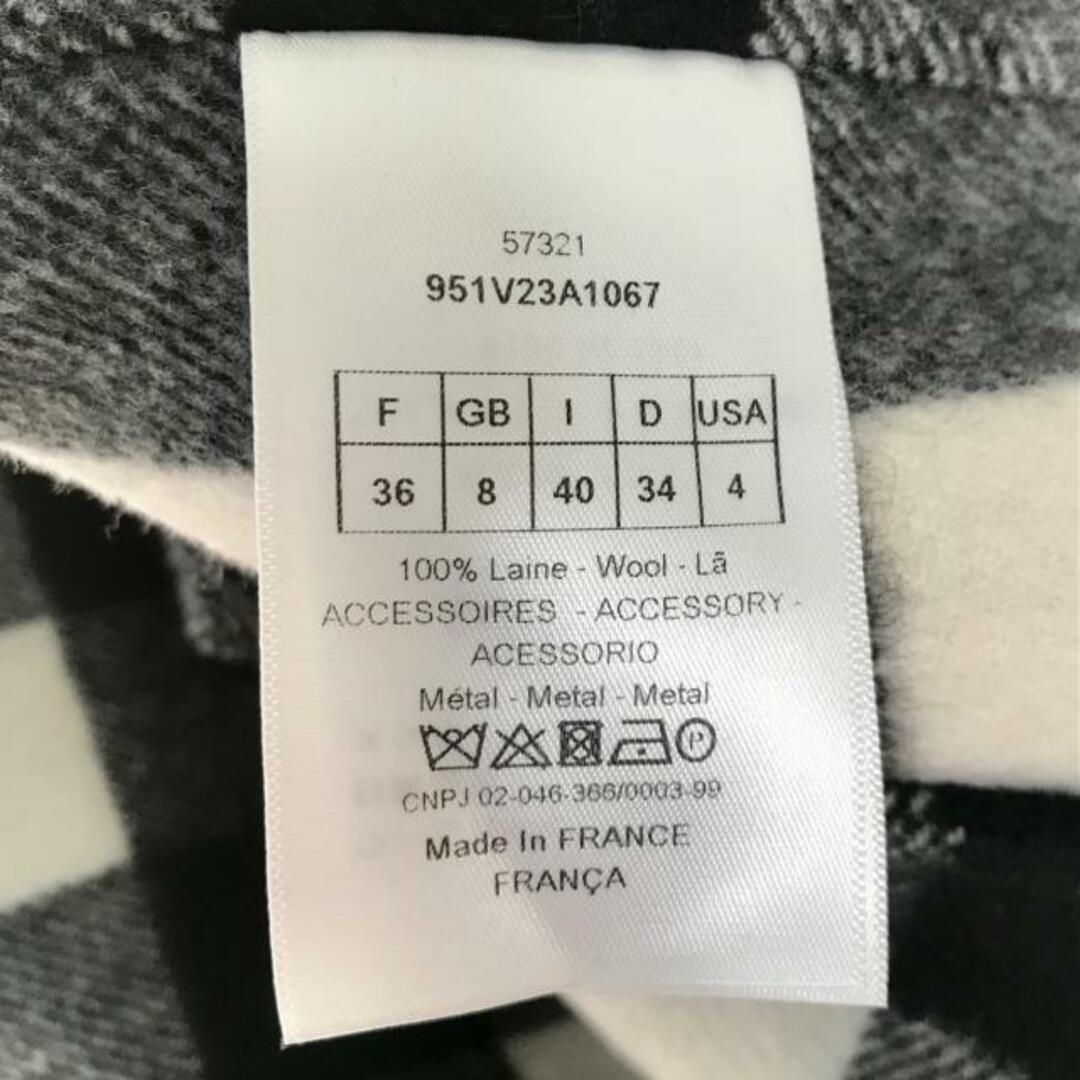 57321
951V23A1067
F GB I D USA
36 8 40 34 4
100% Laine - Wool - Lã
ACCESSOIRES - ACCESSORY -
ACESSORIO
Métal - Metal - Metal
P
CNPJ 02-046-366/0003-99
Made In FRANCE
FRANÇA